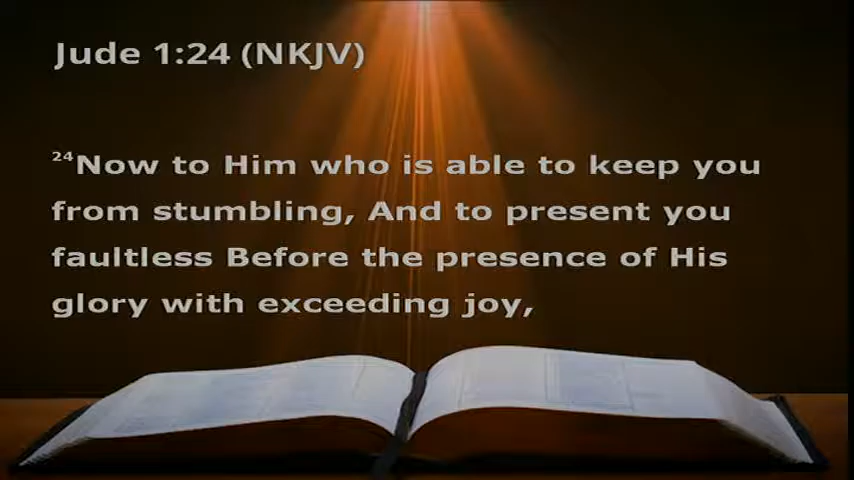 Jude 1:24 (NKJV)
24Now to Him who is able to keep you
from stumbling, And to present you
faultless Before the presence of His
glory with exceeding joy,